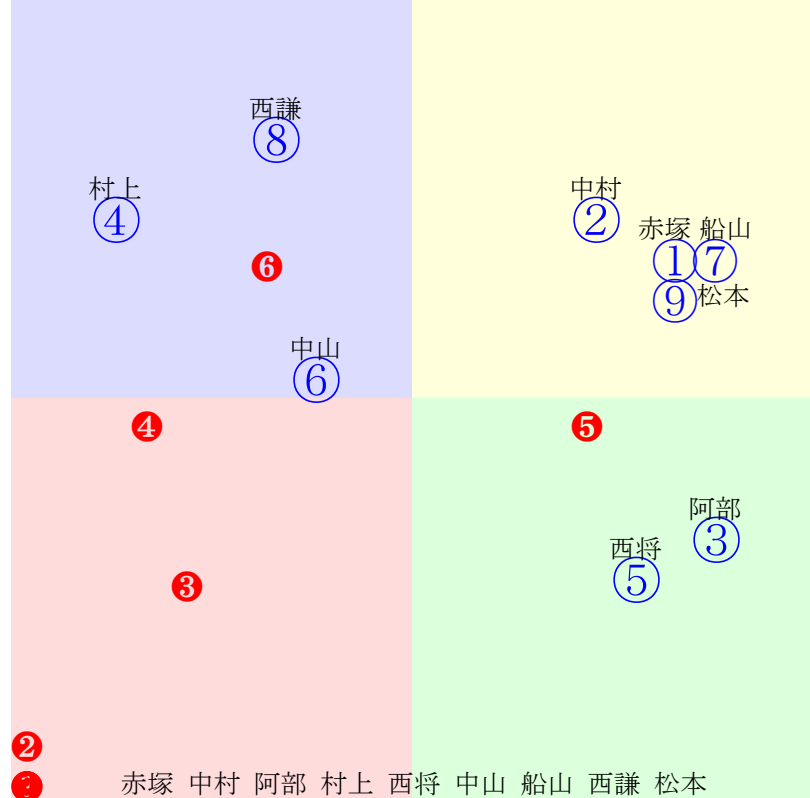 西謙
⑧
村上
④
中村
②
赤塚 船山
①⑦
⑨松本
❻
中山
⑥
❹
❺
阿部
③
西将
⑤
❸
❷
赤塚 中村 阿部 村上 西将 中山 船山 西謙 松本